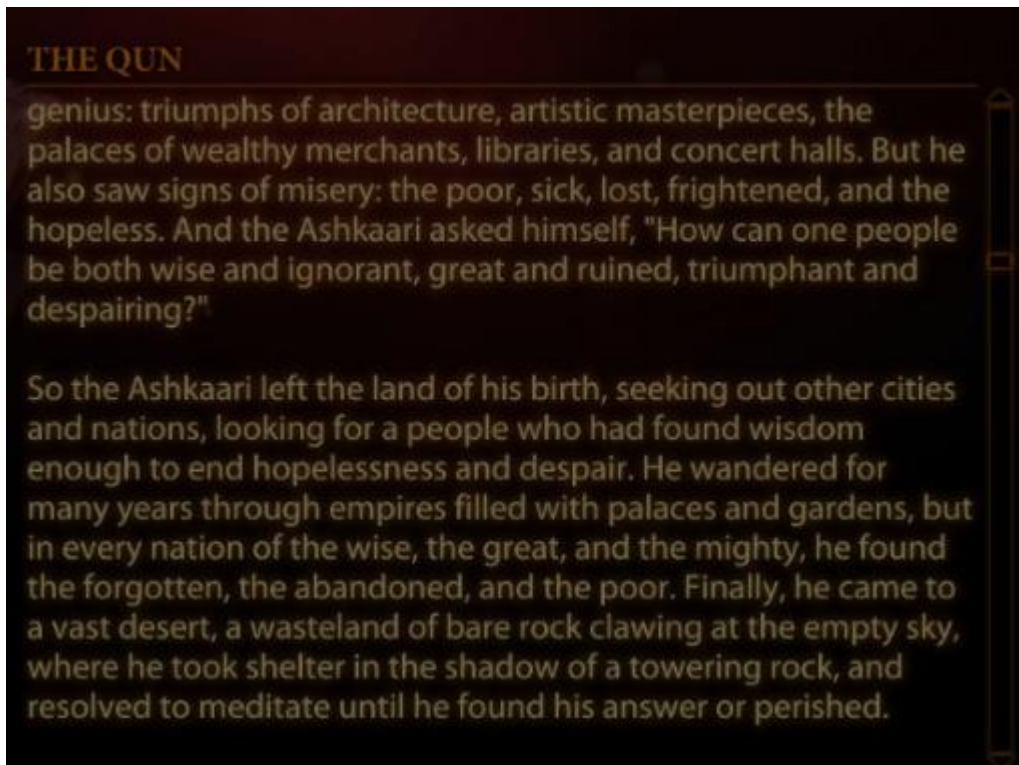 THE QUN
genius: triumphs of architecture, artistic masterpieces, the
palaces of wealthy merchants, libraries, and concert halls. But he
also saw signs of misery: the poor, sick, lost, frightened, and the
hopeless. And the Ashkaari asked himself, "How can one people
be both wise and ignorant, great and ruined, triumphant and
despairing?"
So the Ashkaari left the land of his birth, seeking out other cities
and nations, looking for a people who had found wisdom
enough to end hopelessness and despair. He wandered for
many years through empires filled with palaces and gardens, but
in every nation of the wise, the great, and the mighty, he found
the forgotten, the abandoned, and the poor. Finally, he came to
a vast desert, a wasteland of bare rock clawing at the empty sky,
where he took shelter in the shadow of a towering rock, and
resolved to meditate until he found his answer or perished.